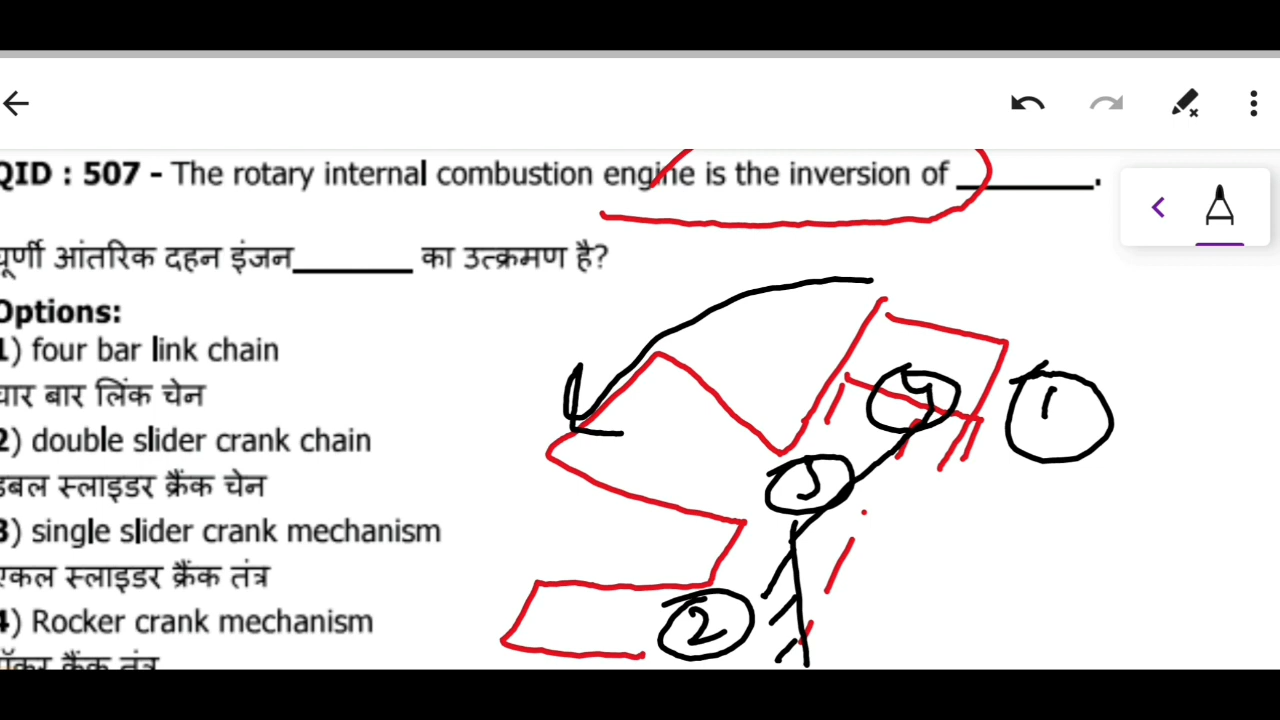 QID : 507 - The rotary internal combustion engine is the inversion of ________.
घूर्णी आंतरिक दहन इंजन________ का उत्क्रमण है?
Options:
1) four bar link chain
चार बार लिंक चेन
2) double slider crank chain
डबल स्लाइडर क्रैंक चेन
3) single slider crank mechanism
एकल स्लाइडर क्रैंक तंत्र
4) Rocker crank mechanism
रॉकर क्रैंक तंत्र
4
1
3
2